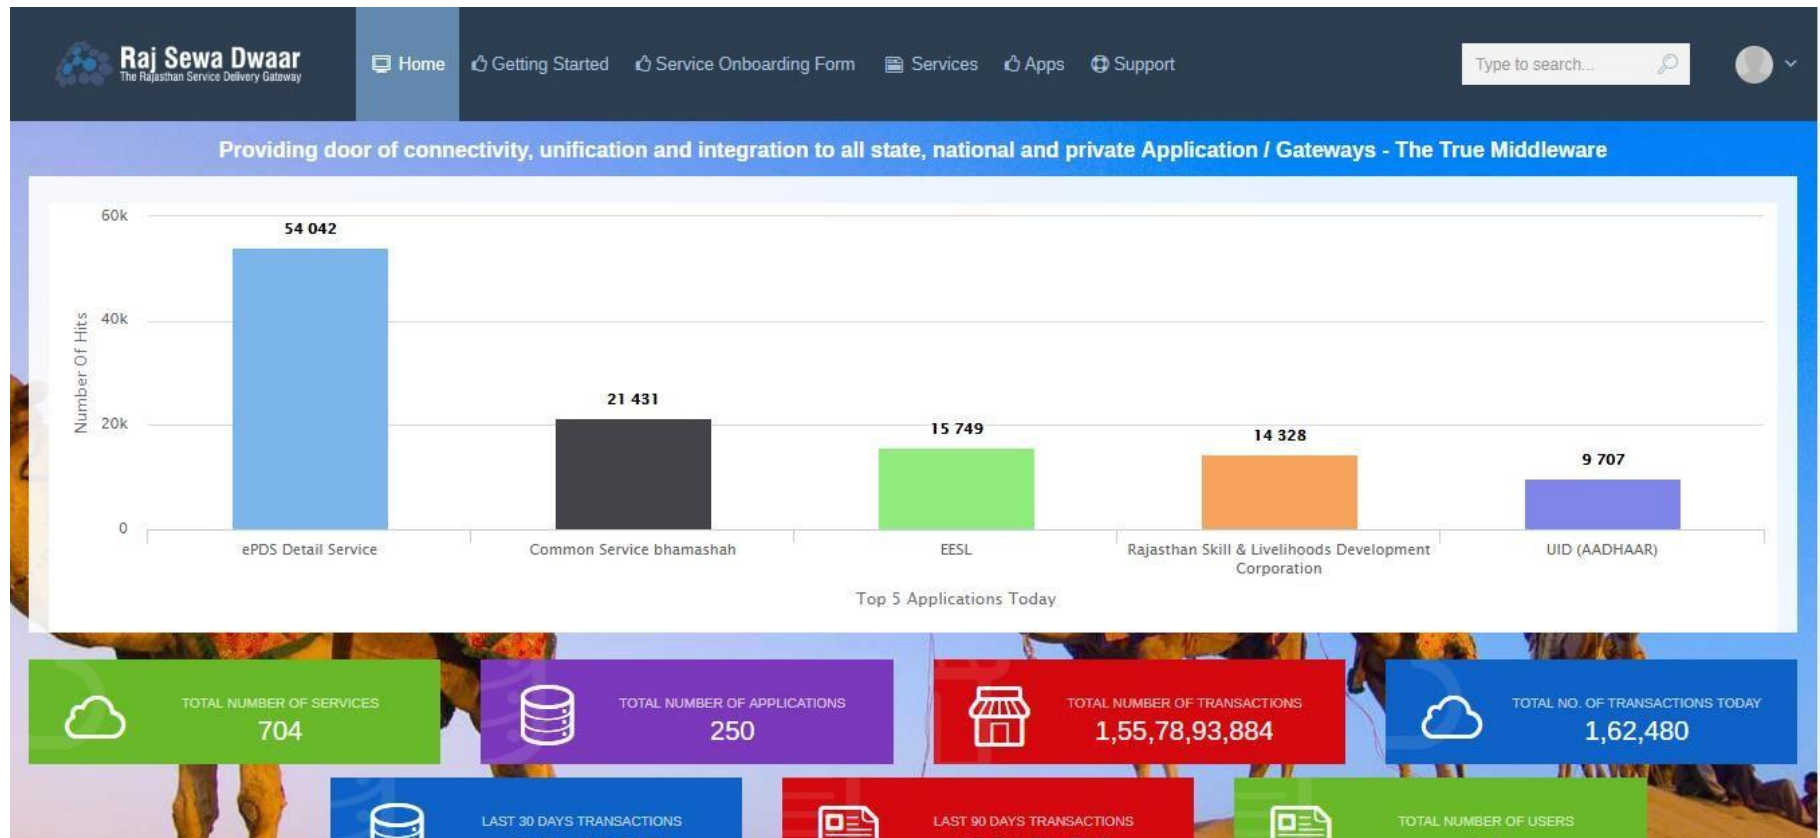 Raj Sewa Dwaar
The Rajasthan Service Delivery Gateway
Home
Getting Started
Service Onboarding Form
Services
Apps
Support
Type to search...
Providing door of connectivity, unification and integration to all state, national and private Application / Gateways - The True Middleware
60k
40k
20k
0
Number Of Hits
54 042
21 431
15 749
14 328
9 707
ePDS Detail Service
Common Service bhamashah
EESL
Rajasthan Skill & Livelihoods Development
Corporation
UID (AADHAAR)
Top 5 Applications Today
TOTAL NUMBER OF SERVICES
704
TOTAL NUMBER OF APPLICATIONS
250
TOTAL NUMBER OF TRANSACTIONS
1,55,78,93,884
TOTAL NO. OF TRANSACTIONS TODAY
1,62,480
LAST 30 DAYS TRANSACTIONS
LAST 90 DAYS TRANSACTIONS
TOTAL NUMBER OF USERS